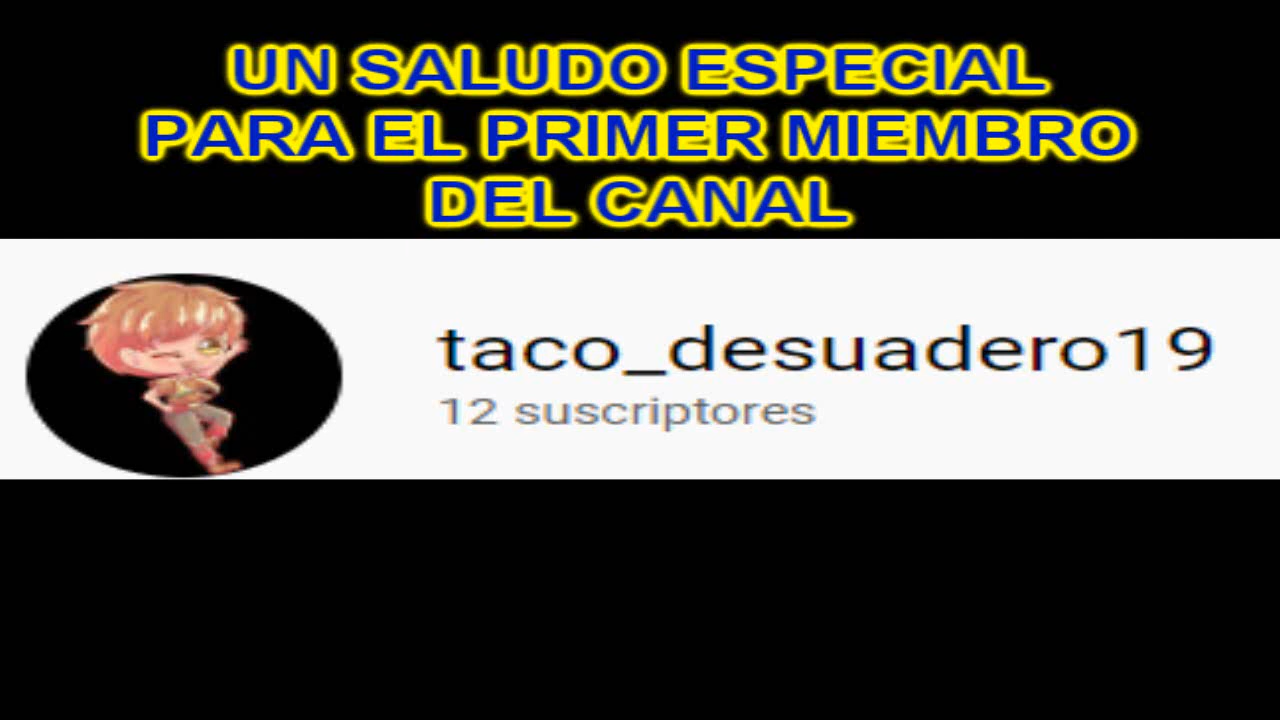 UN SALUDO ESPECIAL
PARA EL PRIMER MIEMBRO
DEL CANAL
taco_desuadero19
12 suscriptores